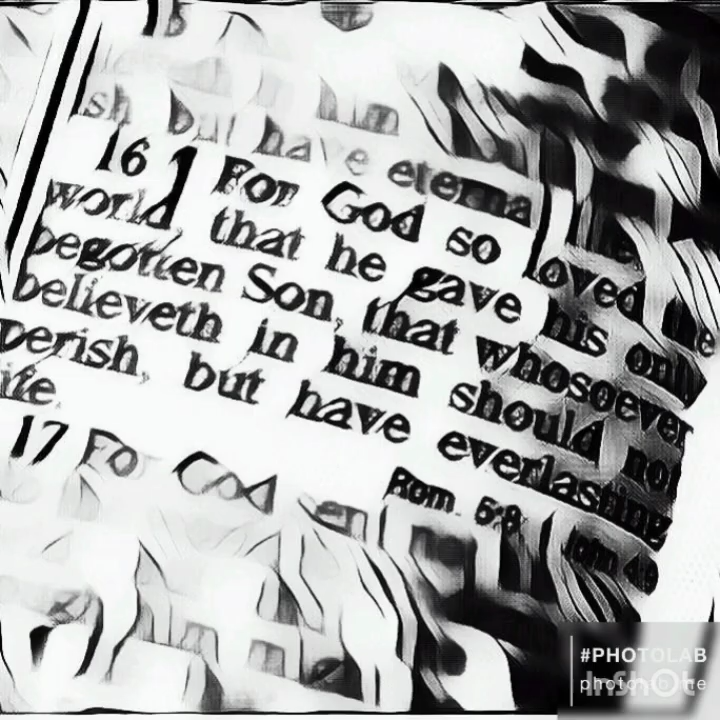 sh but have eterna
16 ¶ For God so loved the
world, that he gave his only
begotten Son, that whosoever
believeth in him should not
perish, but have everlasting
life.
Rom. 5:8
17 For God
#PHOTOLAB
InShOt